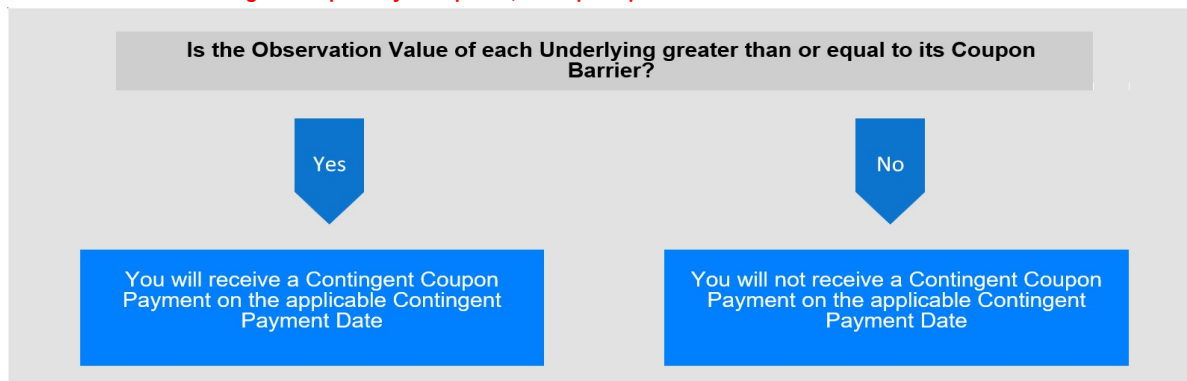 Is the Observation Value of each Underlying greater than or equal to its Coupon
Barrier?
Yes
No
You will receive a Contingent Coupon
Payment on the applicable Contingent
Payment Date
You will not receive a Contingent Coupon
Payment on the applicable Contingent
Payment Date